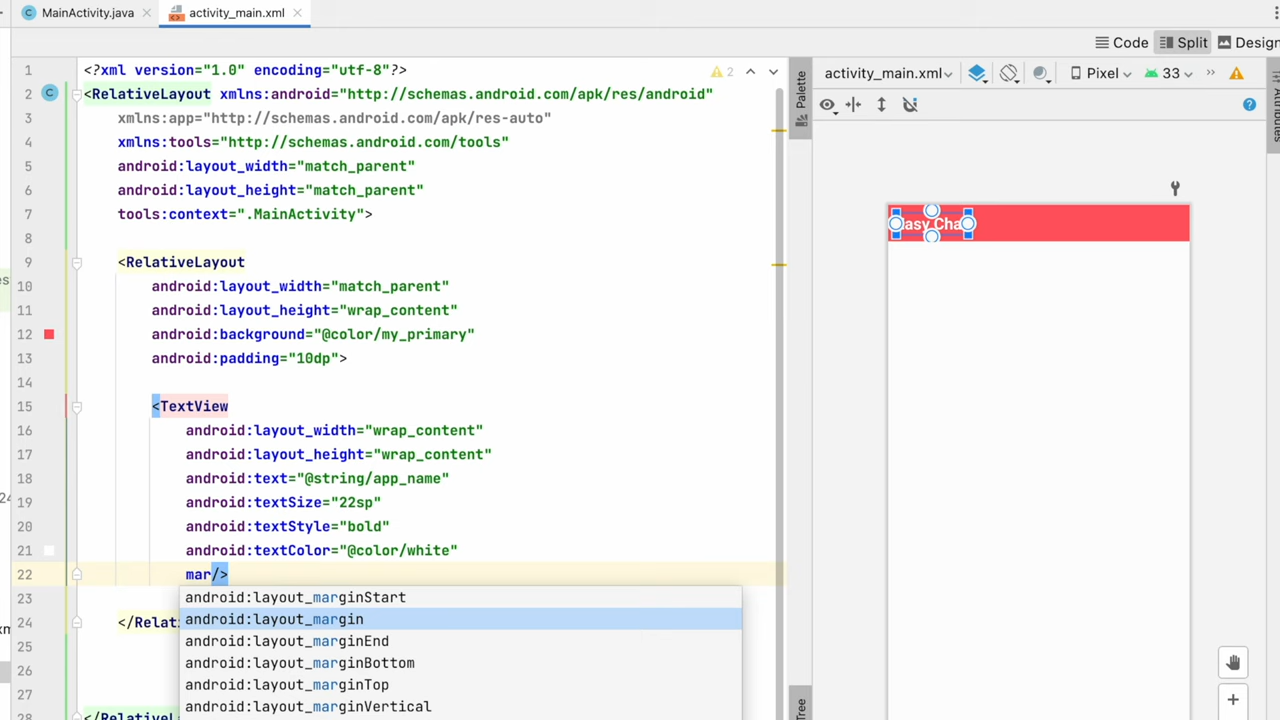 MainActivity.java
activity_main.xml
Code
Split
Design
1 <?xml version="1.0" encoding="utf-8"?>
2
2 <RelativeLayout xmlns:android="http://schemas.android.com/apk/res/android"
3 xmlns:app="http://schemas.android.com/apk/res-auto"
4 xmlns:tools="http://schemas.android.com/tools"
5 android:layout_width="match_parent"
6 android:layout_height="match_parent"
7 tools:context=".MainActivity">
8
9 <RelativeLayout
10 android:layout_width="match_parent"
11 android:layout_height="wrap_content"
12 android:background="@color/my_primary"
13 android:padding="10dp">
14
15 <TextView
16 android:layout_width="wrap_content"
17 android:layout_height="wrap_content"
18 android:text="@string/app_name"
19 android:textSize="22sp"
20 android:textStyle="bold"
21 android:textColor="@color/white"
22 mar/>
23
24 </Relati
25
26
27
28 </RelativeL
android:layout_marginStart
android:layout_margin
android:layout_marginEnd
android:layout_marginBottom
android:layout_marginTop
android:layout_marginVertical
Palette
activity_main.xml
Pixel
33
Attributes
Easy Cha
Tree